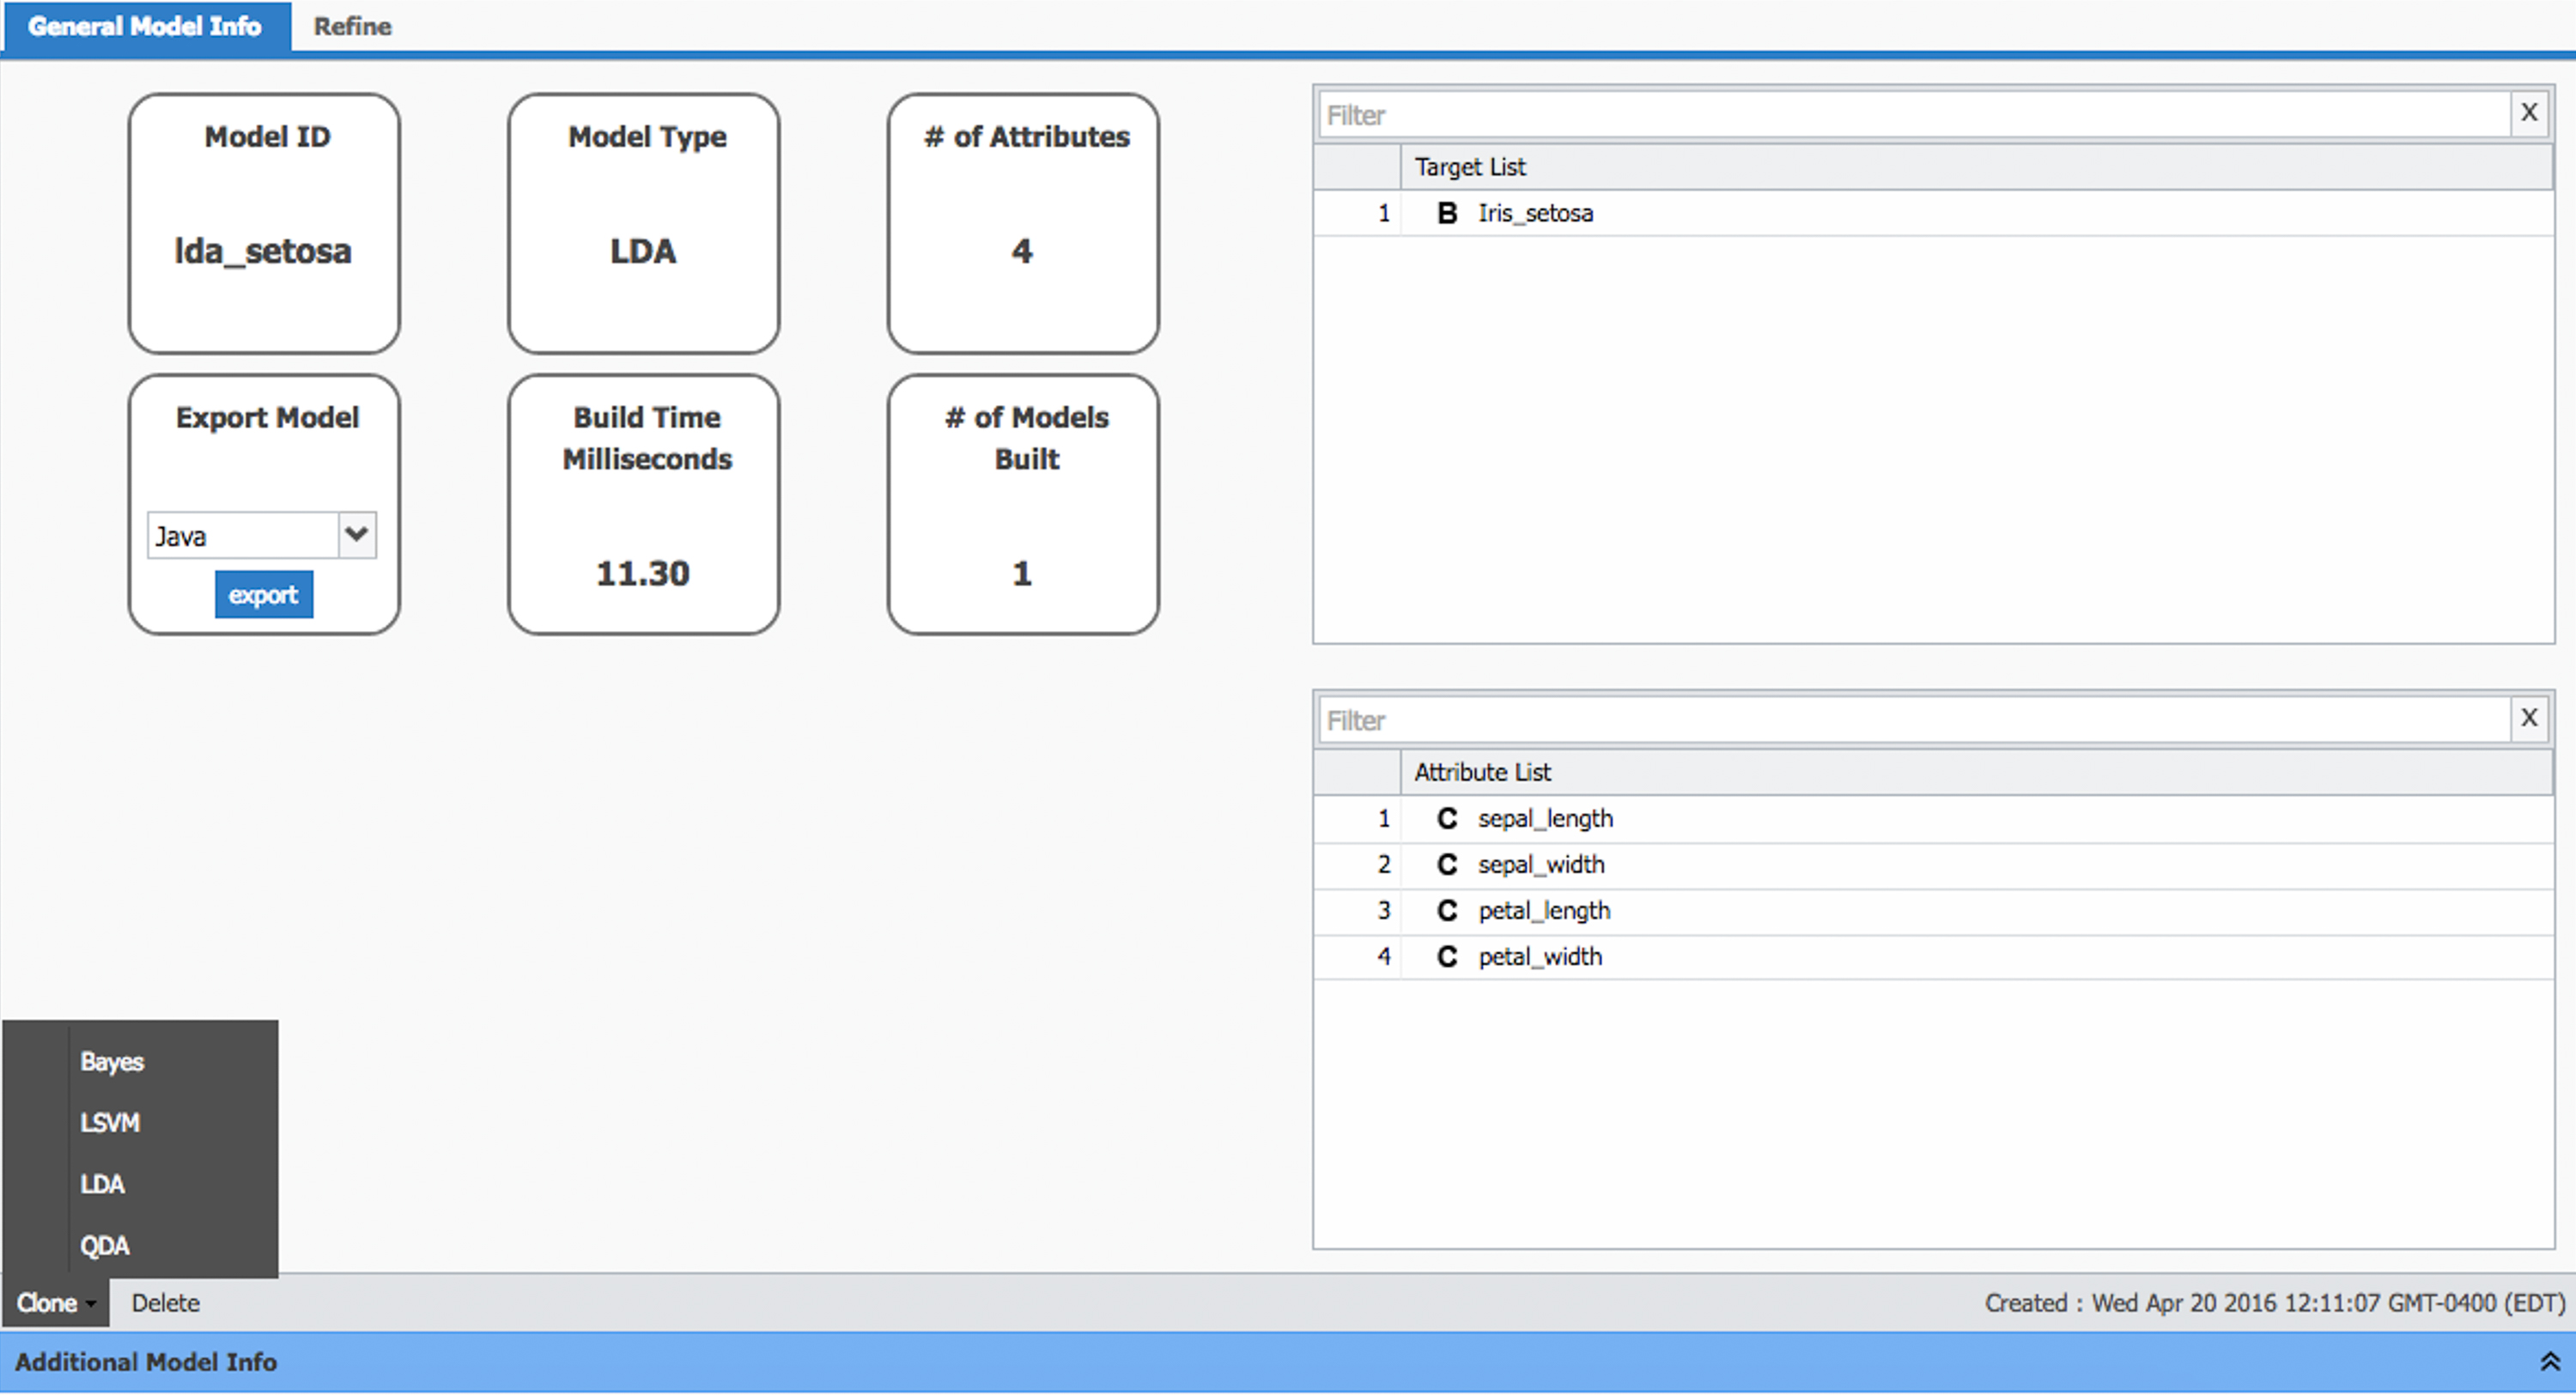 General Model Info
Refine
Model ID
lda_setosa
Model Type
LDA
# of Attributes
4
Export Model
Java
export
Build Time
Milliseconds
11.30
# of Models
Built
1
Filter
X
Target List
1 B Iris_setosa
Filter
X
Attribute List
1 C sepal_length
2 C sepal_width
3 C petal_length
4 C petal_width
Bayes
LSVM
LDA
QDA
Clone
Delete
Created : Wed Apr 20 2016 12:11:07 GMT-0400 (EDT)
Additional Model Info